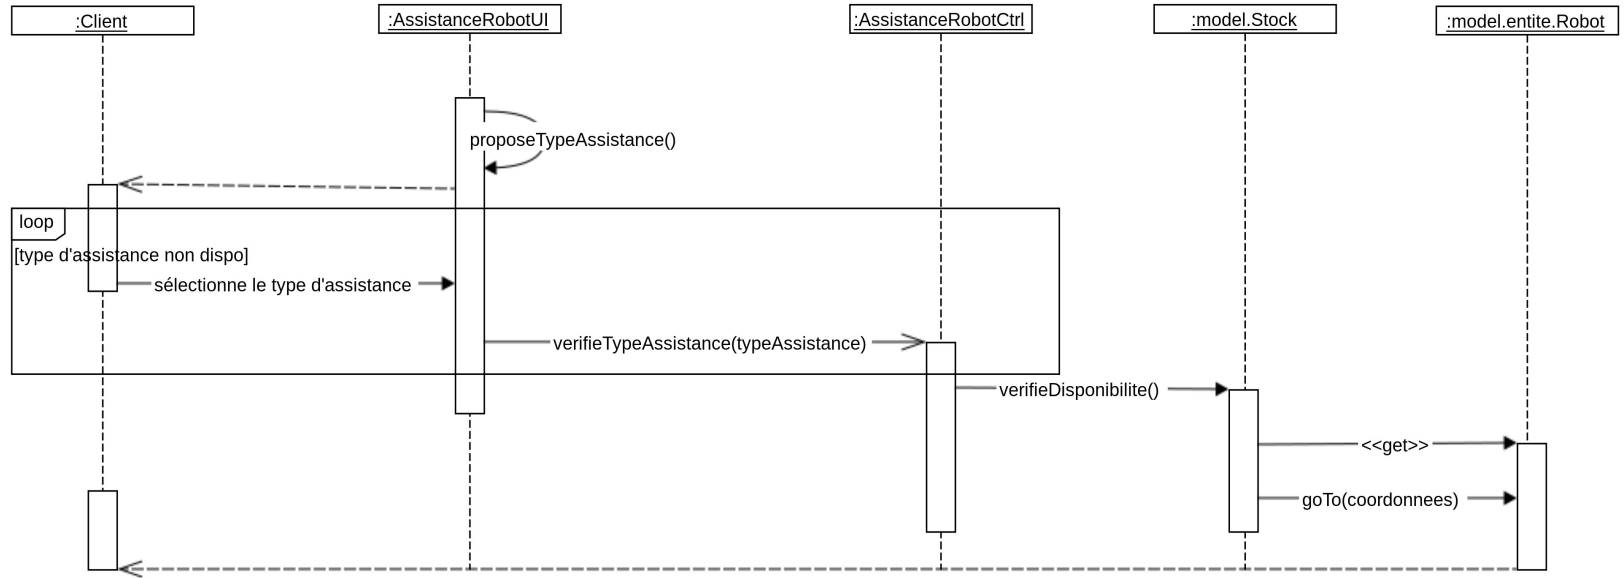 :Client
:AssistanceRobotUI
:AssistanceRobotCtrl
:model.Stock
:model.entite.Robot
proposeTypeAssistance()
loop
[type d'assistance non dispo]
sélectionne le type d'assistance
verifieTypeAssistance(typeAssistance)
verifieDisponibilite()
<<get>>
goTo(coordonnees)